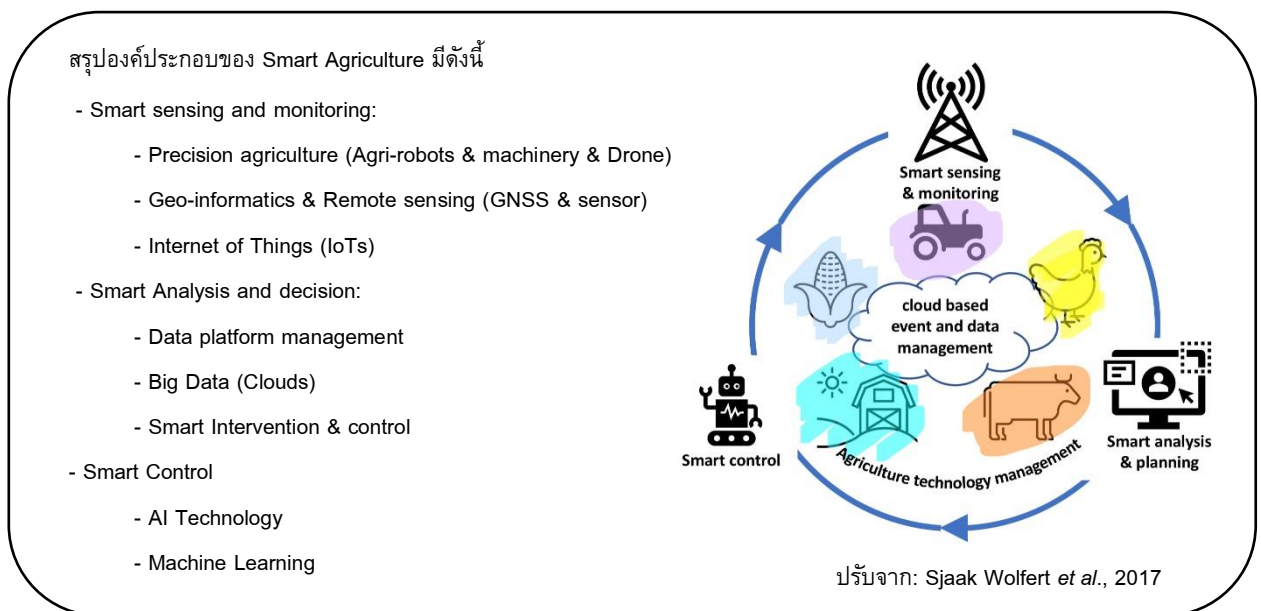 สรุปองค์ประกอบของ Smart Agriculture มีดังนี้
- Smart sensing and monitoring:
- Precision agriculture (Agri-robots & machinery & Drone)
- Geo-informatics & Remote sensing (GNSS & sensor)
- Internet of Things (IoTs)
- Smart Analysis and decision:
- Data platform management
- Big Data (Clouds)
- Smart Intervention & control
- Smart Control
- AI Technology
- Machine Learning
Smart sensing
& monitoring
cloud based
event and data
management
Smart control
Smart analysis
& planning
Agriculture technology management
ปรับจาก: Sjaak Wolfert et al., 2017